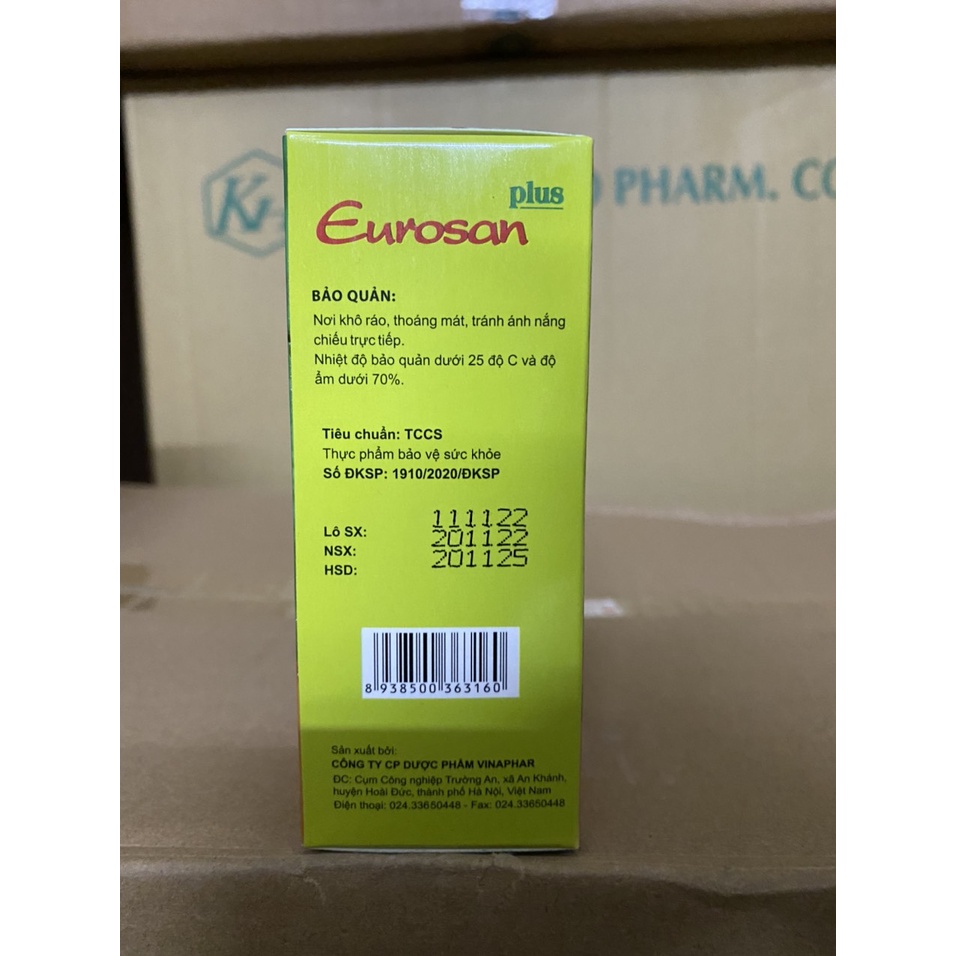 PHARM. CO
plus
Eurosan
BẢO QUẢN:
Nơi khô ráo, thoáng mát, tránh ánh nắng
chiếu trực tiếp.
Nhiệt độ bảo quản dưới 25 độ C và độ
ẩm dưới 70%.
Tiêu chuẩn: TCCS
Thực phẩm bảo vệ sức khỏe
Số ĐKSP: 1910/2020/ĐKSP
Lô SX: 111122
NSX: 201122
HSD: 201125
8 938500 363160
Sản xuất bởi:
CÔNG TY CP DƯỢC PHẨM VINAPHAR
ĐC: Cụm Công nghiệp Trường An, xã An Khánh,
huyện Hoài Đức, thành phố Hà Nội, Việt Nam
Điện thoại: 024.33650448 - Fax: 024.33650448